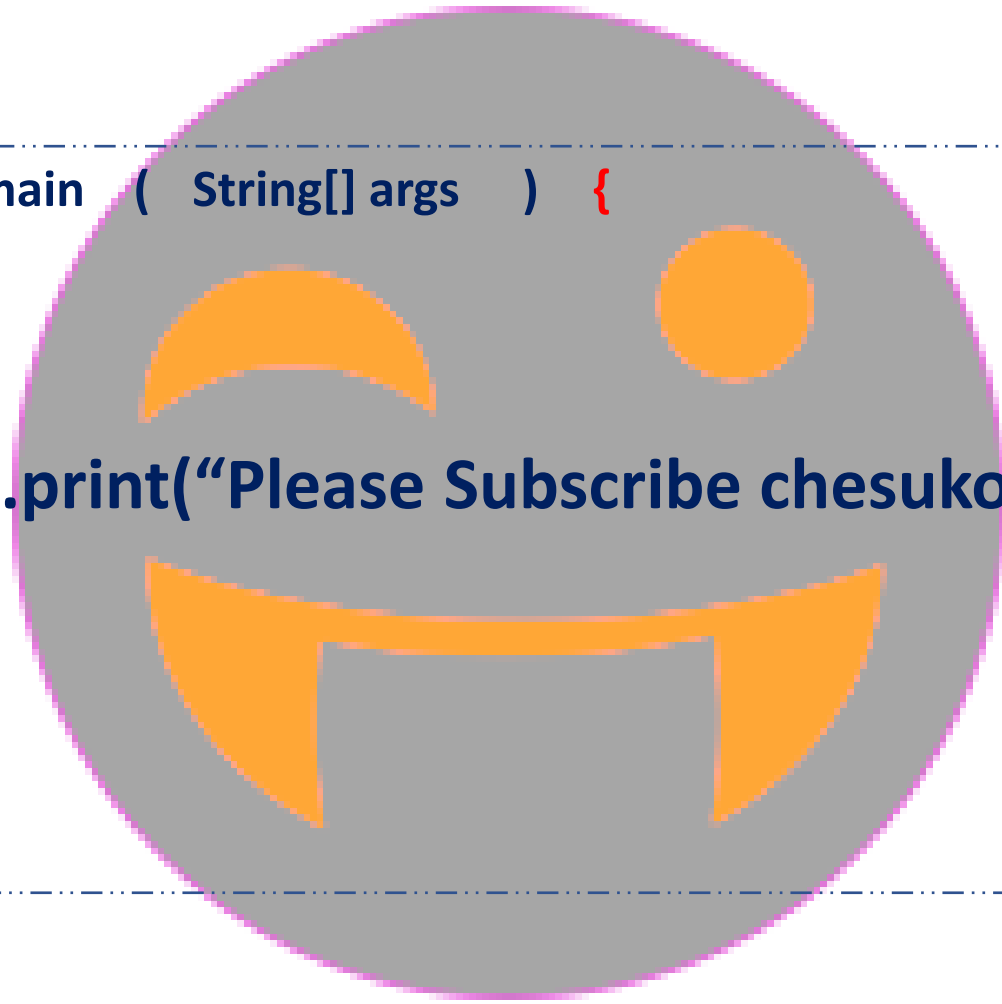 main ( String[] args ) {
.print(“Please Subscribe chesuko